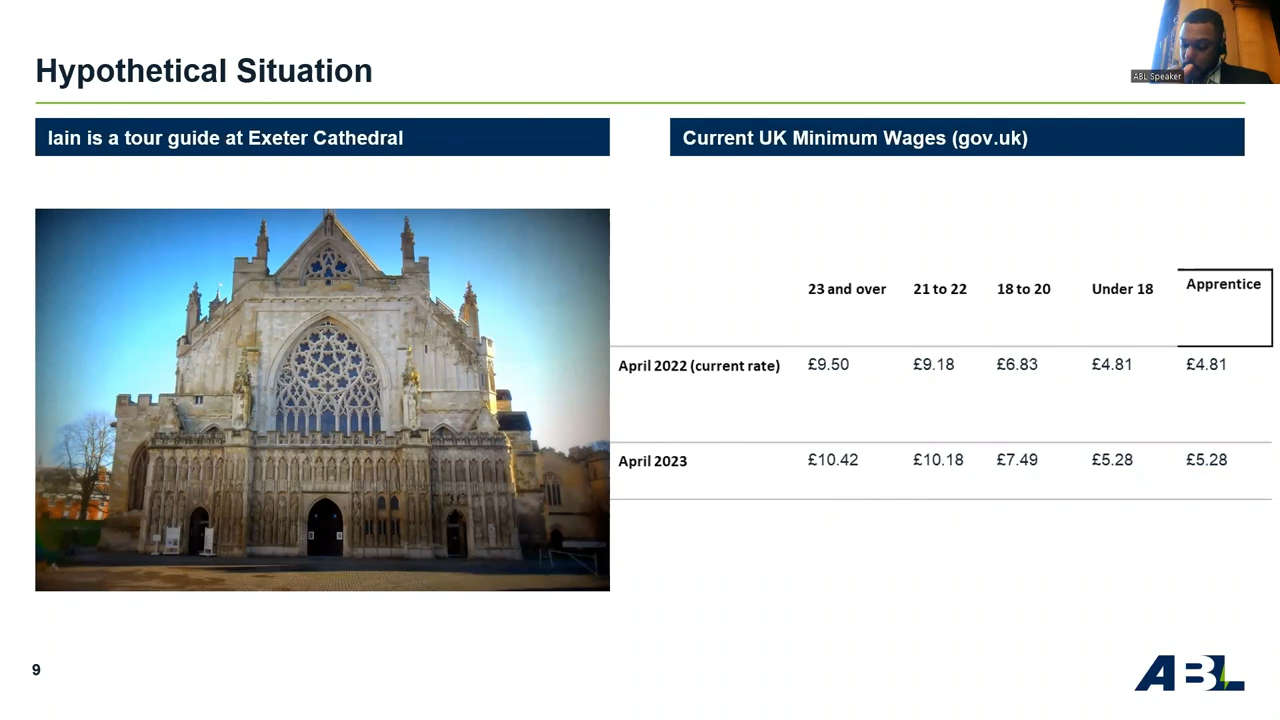 Hypothetical Situation
ABL Speaker
Iain is a tour guide at Exeter Cathedral
Current UK Minimum Wages (gov.uk)
23 and over 21 to 22 18 to 20 Under 18 Apprentice
April 2022 (current rate) £9.50 £9.18 £6.83 £4.81 £4.81
April 2023 £10.42 £10.18 £7.49 £5.28 £5.28
9
ABL